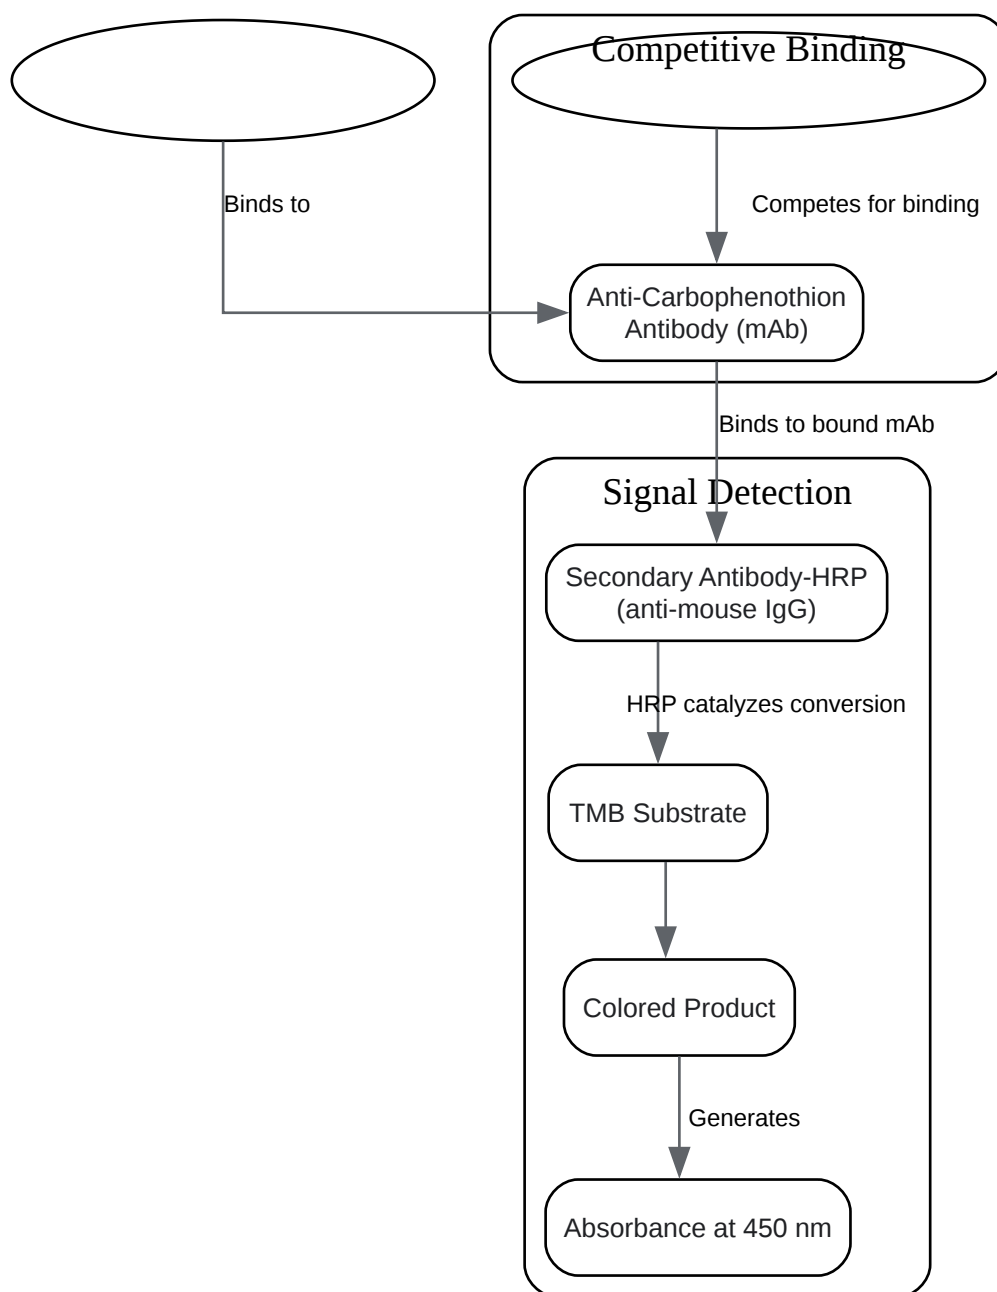 Competitive Binding
Binds to
Competes for binding
Anti-Carbophenothion
Antibody (mAb)
Binds to bound mAb
Signal Detection
Secondary Antibody-HRP
(anti-mouse IgG)
HRP catalyzes conversion
TMB Substrate
Colored Product
Generates
Absorbance at 450 nm